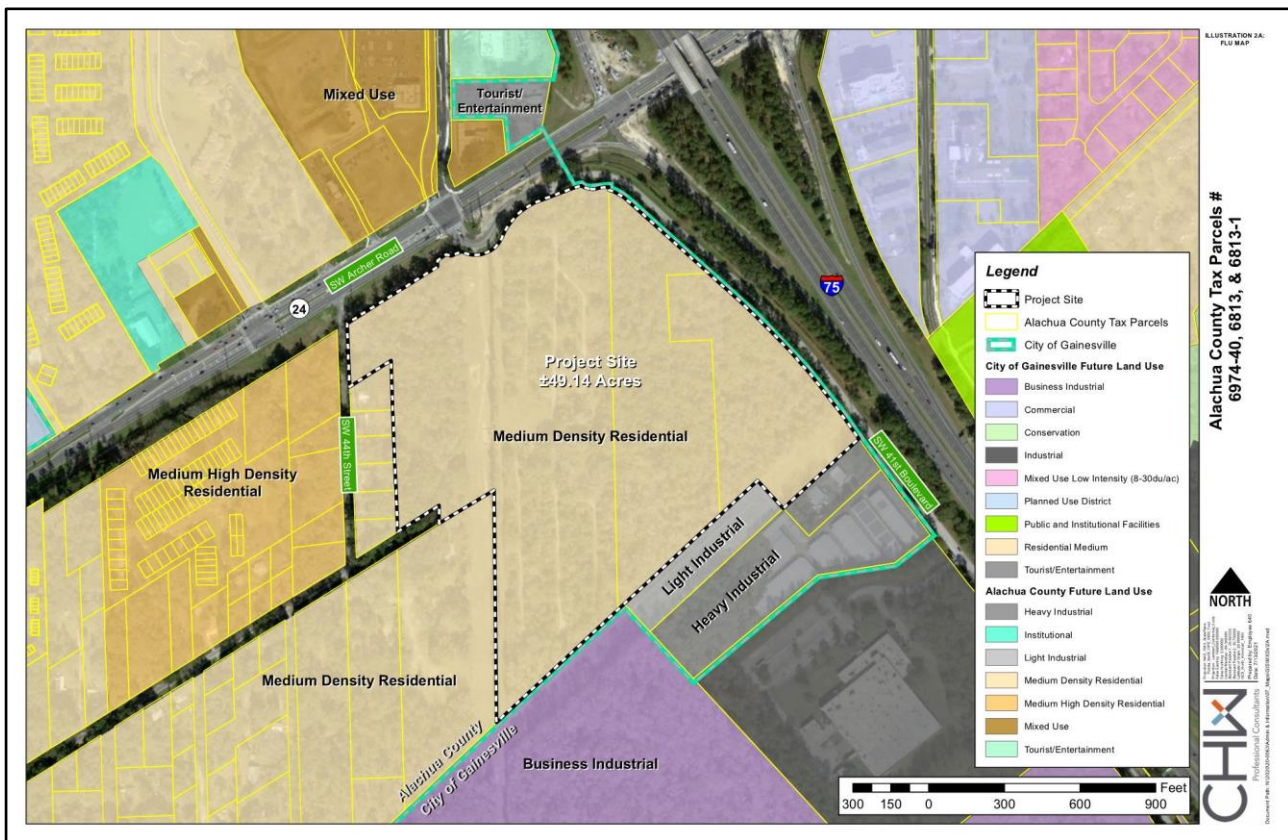 ILLUSTRATION 2A:
FLU MAP
Mixed Use
Tourist/
Entertainment
SW Archer Road
24
75
Project Site
±49.14 Acres
Medium Density Residential
SW 44th Street
SW 41st Boulevard
Medium High Density
Residential
Light Industrial
Heavy Industrial
Medium Density Residential
Alachua County
City of Gainesville
Business Industrial
Legend
Project Site
Alachua County Tax Parcels
City of Gainesville
City of Gainesville Future Land Use
Business Industrial
Commercial
Conservation
Industrial
Mixed Use Low Intensity (8-30du/ac)
Planned Use District
Public and Institutional Facilities
Residential Medium
Tourist/Entertainment
Alachua County Future Land Use
Heavy Industrial
Institutional
Light Industrial
Medium Density Residential
Medium High Density Residential
Mixed Use
Tourist/Entertainment
Feet
300 150 0 300 600 900
Alachua County Tax Parcels #
6974-40, 6813, & 6813-1
NORTH
CHW
Professional Consultants